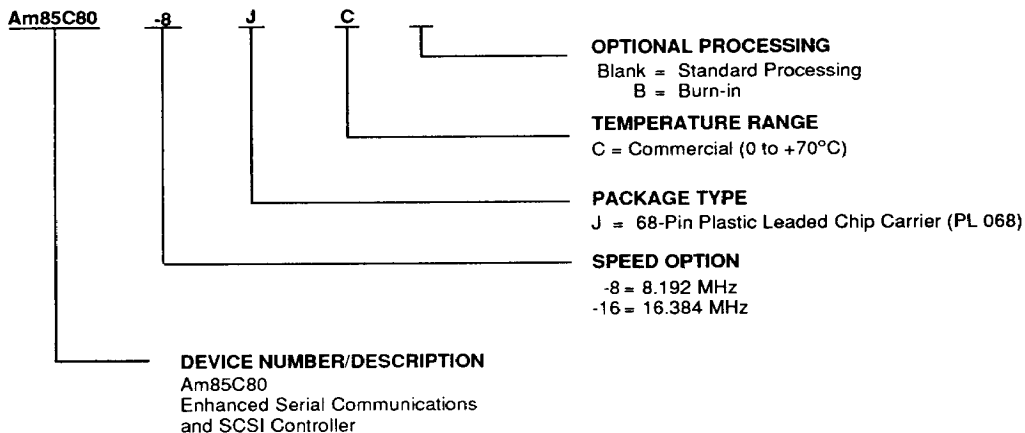 Am85C80 -8 J C
OPTIONAL PROCESSING
Blank = Standard Processing
B = Burn-in
TEMPERATURE RANGE
C = Commercial (0 to +70°C)
PACKAGE TYPE
J = 68-Pin Plastic Leaded Chip Carrier (PL 068)
SPEED OPTION
-8 = 8.192 MHz
-16 = 16.384 MHz
DEVICE NUMBER/DESCRIPTION
Am85C80
Enhanced Serial Communications
and SCSI Controller